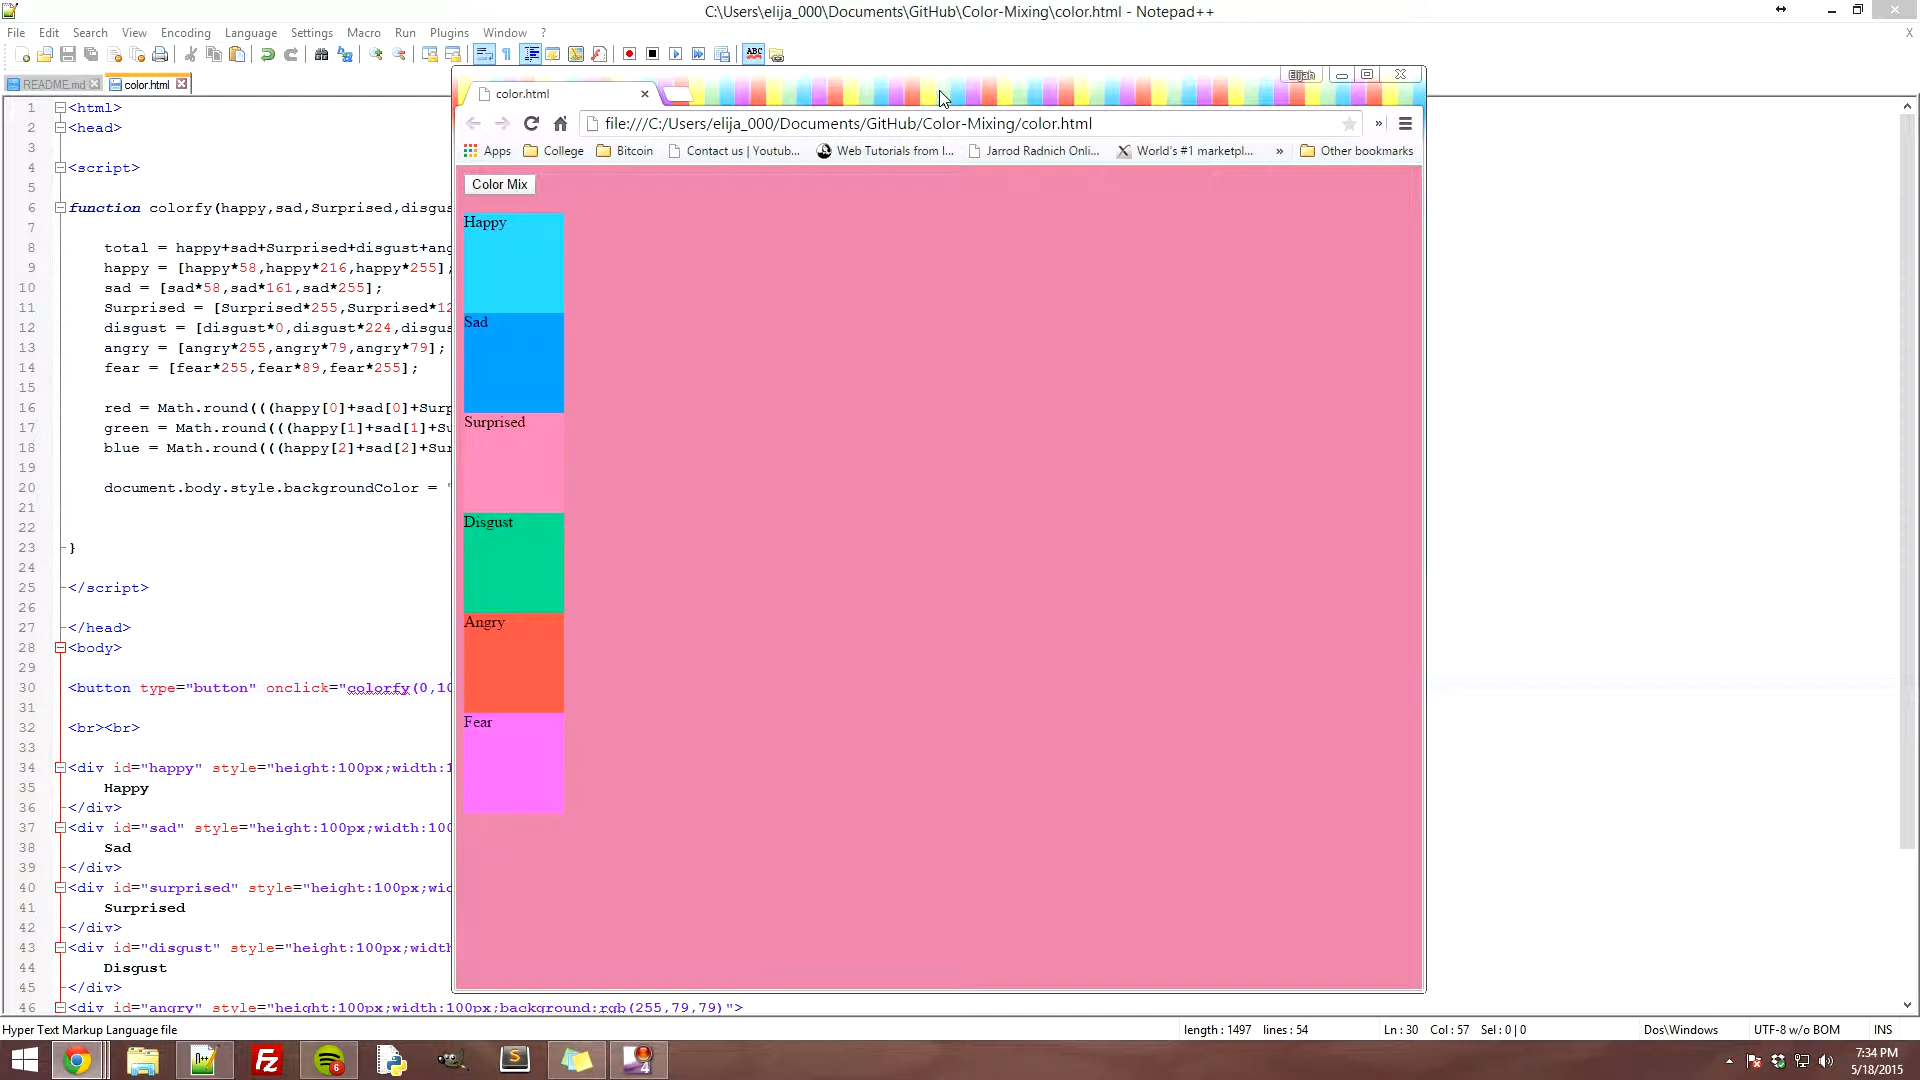 C:\Users\elija_000\Documents\GitHub\Color-Mixing\color.html - Notepad++
File Edit Search View Encoding Language Settings Macro Run Plugins Window ? X
README.md color.html
Elijah
color.html
file:///C:/Users/elija_000/Documents/GitHub/Color-Mixing/color.html
Apps College Bitcoin Contact us | Youtub... Web Tutorials from l... Jarrod Radnich Onli... World's #1 marketpl... » Other bookmarks
Color Mix
Happy
Sad
Surprised
Disgust
Angry
Fear
1 <html>
2 <head>
3
4 <script>
5
6 function colorfy(happy,sad,Surprised,disgus
7
8 total = happy+sad+Surprised+disgust+ang
9 happy = [happy*58,happy*216,happy*255];
10 sad = [sad*58,sad*161,sad*255];
11 Surprised = [Surprised*255,Surprised*12
12 disgust = [disgust*0,disgust*224,disgus
13 angry = [angry*255,angry*79,angry*79];
14 fear = [fear*255,fear*89,fear*255];
15
16 red = Math.round(((happy[0]+sad[0]+Surp
17 green = Math.round(((happy[1]+sad[1]+Su
18 blue = Math.round(((happy[2]+sad[2]+Sur
19
20 document.body.style.backgroundColor = "
21
22
23 }
24
25 </script>
26
27 </head>
28 <body>
29
30 <button type="button" onclick="colorfy(0,10
31
32 <br><br>
33
34 <div id="happy" style="height:100px;width:1
35 Happy
36 </div>
37 <div id="sad" style="height:100px;width:100
38 Sad
39 </div>
40 <div id="surprised" style="height:100px;wid
41 Surprised
42 </div>
43 <div id="disgust" style="height:100px;width
44 Disgust
45 </div>
46 <div id="angry" style="height:100px;width:100px;background:rgb(255,79,79)">
Hyper Text Markup Language file length : 1497 lines : 54 Ln : 30 Col : 57 Sel : 0 | 0 Dos\Windows UTF-8 w/o BOM INS
7:34 PM
5/18/2015